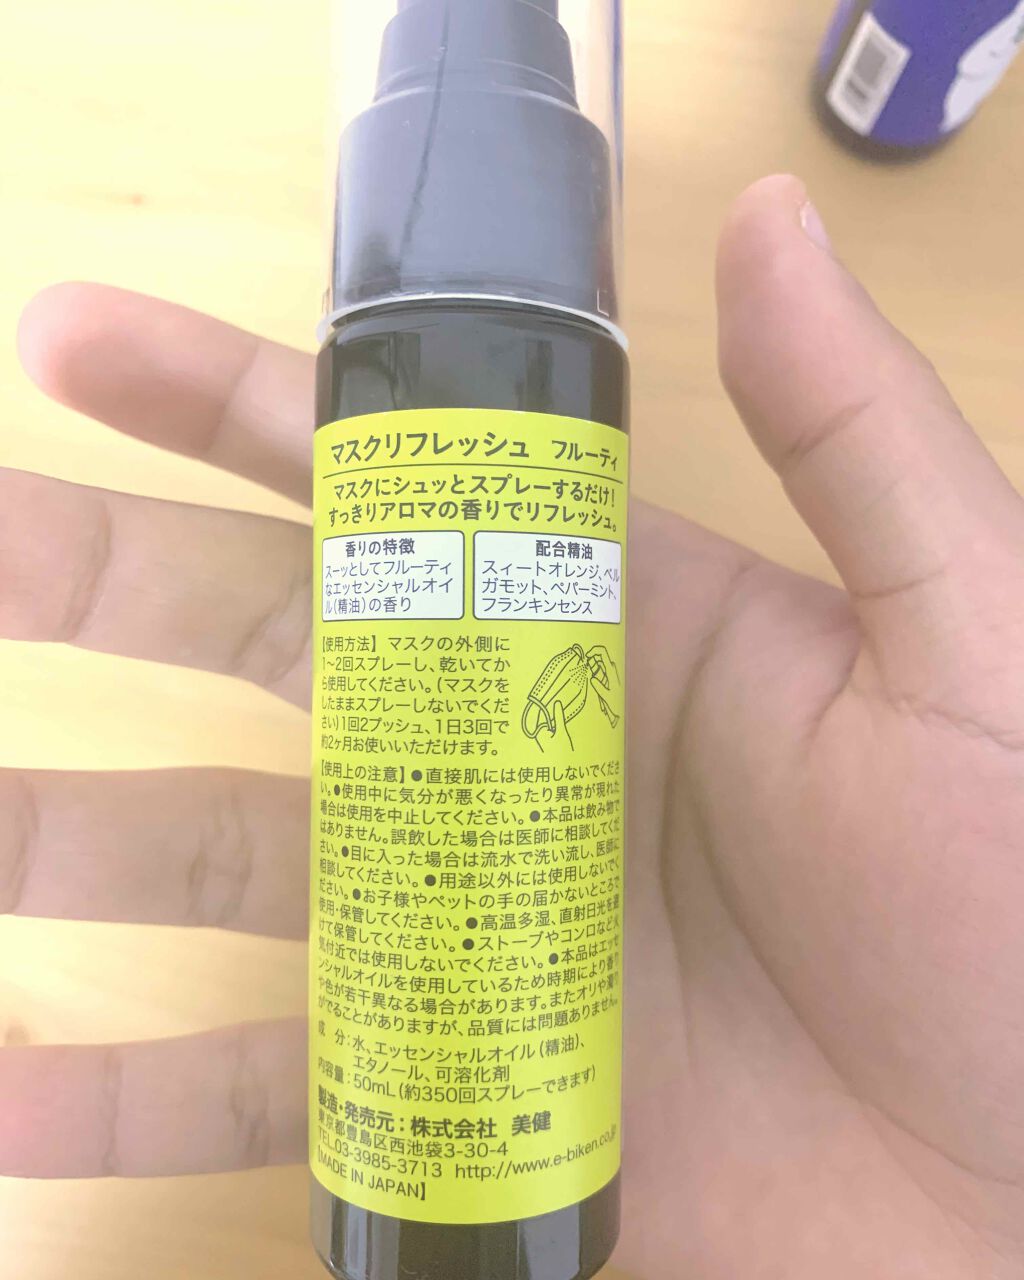 マスクリフレッシュ フルーティ
マスクにシュッとスプレーするだけ!
すっきりアロマの香りでリフレッシュ。
香りの特徴
スーッとしてフルーティ
なエッセンシャルオイ
ル(精油)の香り
配合精油
スィートオレンジ、ベル
ガモット、ペパーミント、
フランキンセンス
【使用方法】マスクの外側に
1〜2回スプレーし、乾いてか
ら使用してください。(マスクを
したままスプレーしないでくだ
さい)1回2プッシュ、1日3回で
約2ヶ月お使いいただけます。
【使用上の注意】●直接肌には使用しないでくださ
い。●使用中に気分が悪くなったり異常が現れた
場合は使用を中止してください。●本品は飲み物で
はありません。誤飲した場合は医師に相談してくだ
さい。●目に入った場合は流水で洗い流し、医師に
相談してください。●用途以外には使用しないでく
ださい。●お子様やペットの手の届かないところで
使用・保管してください。●高温多湿、直射日光を避
けて保管してください。●ストーブやコンロなど火
気付近では使用しないでください。●本品はエッセ
ンシャルオイルを使用しているため時期により香り
や色が若干異なる場合があります。またオリや濁り
がでることがありますが、品質には問題ありません。
成 分:水、エッセンシャルオイル(精油)、
エタノール、可溶化剤
内容量:50mL(約350回スプレーできます)
製造・発売元:株式会社 美健
東京都豊島区西池袋3-30-4
TEL.03-3985-3713 http://www.e-biken.co.jp
【MADE IN JAPAN】